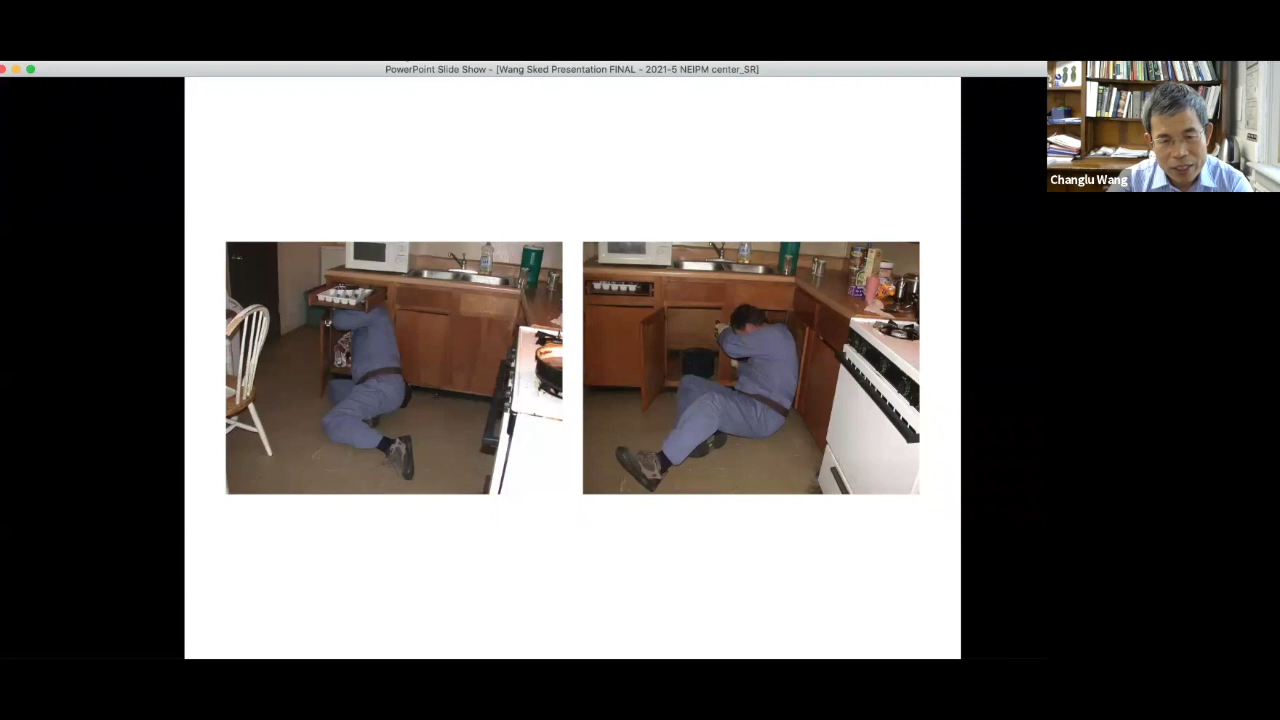 PowerPoint Slide Show - [Wang Sked Presentation FINAL - 2021-5 NEIPM center_SR]
Changlu Wang